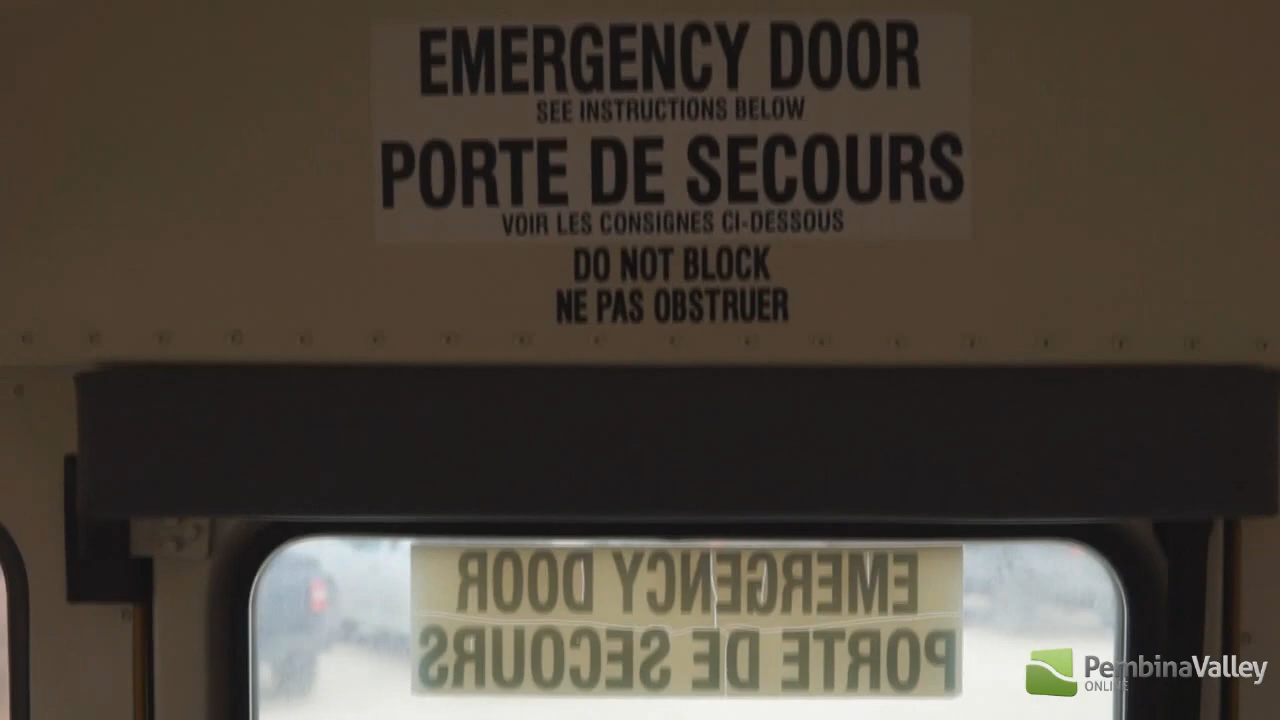 EMERGENCY DOOR
SEE INSTRUCTIONS BELOW
PORTE DE SECOURS
VOIR LES CONSIGNES CI-DESSOUS
DO NOT BLOCK
NE PAS OBSTRUER
EMERGENCY DOOR
PORTE DE SECOURS
PembinaValley
ONLINE